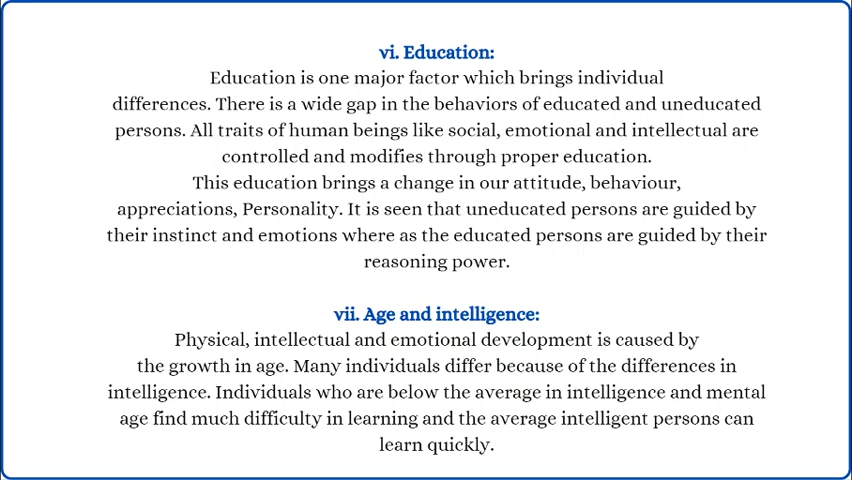 vi. Education:
Education is one major factor which brings individual
differences. There is a wide gap in the behaviors of educated and uneducated
persons. All traits of human beings like social, emotional and intellectual are
controlled and modifies through proper education.
This education brings a change in our attitude, behaviour,
appreciations, Personality. It is seen that uneducated persons are guided by
their instinct and emotions where as the educated persons are guided by their
reasoning power.
vii. Age and intelligence:
Physical, intellectual and emotional development is caused by
the growth in age. Many individuals differ because of the differences in
intelligence. Individuals who are below the average in intelligence and mental
age find much difficulty in learning and the average intelligent persons can
learn quickly.